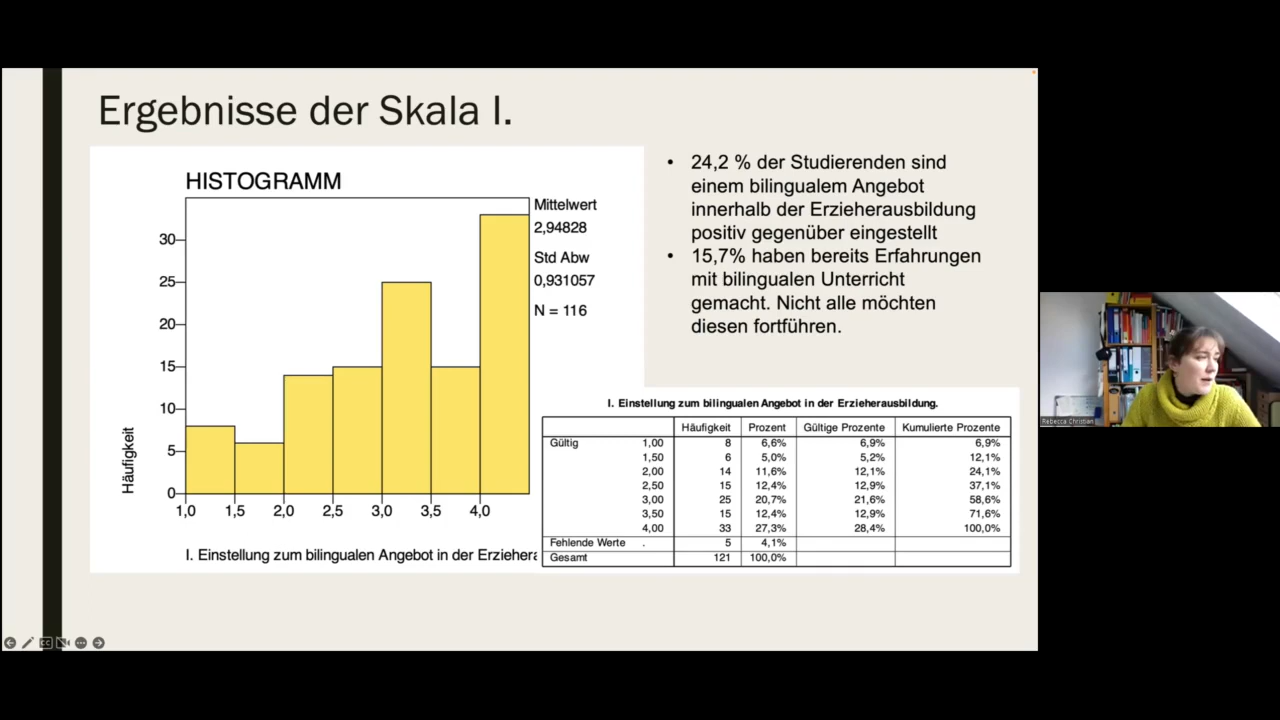 Ergebnisse der Skala I.
HISTOGRAMM
Mittelwert
2,94828
Std Abw
0,931057
N = 116
Häufigkeit
30
25
20
15
10
5
0
1,0 1,5 2,0 2,5 3,0 3,5 4,0
I. Einstellung zum bilingualen Angebot in der Erziehera
• 24,2 % der Studierenden sind
einem bilingualem Angebot
innerhalb der Erzieherausbildung
positiv gegenüber eingestellt
• 15,7% haben bereits Erfahrungen
mit bilingualen Unterricht
gemacht. Nicht alle möchten
diesen fortführen.
I. Einstellung zum bilingualen Angebot in der Erzieherausbildung.
Häufigkeit Prozent Gültige Prozente Kumulierte Prozente
Gültig 1,00 8 6,6% 6,9% 6,9%
1,50 6 5,0% 5,2% 12,1%
2,00 14 11,6% 12,1% 24,1%
2,50 15 12,4% 12,9% 37,1%
3,00 25 20,7% 21,6% 58,6%
3,50 15 12,4% 12,9% 71,6%
4,00 33 27,3% 28,4% 100,0%
Fehlende Werte . 5 4,1%
Gesamt 121 100,0%
Rebecca Christian
CC